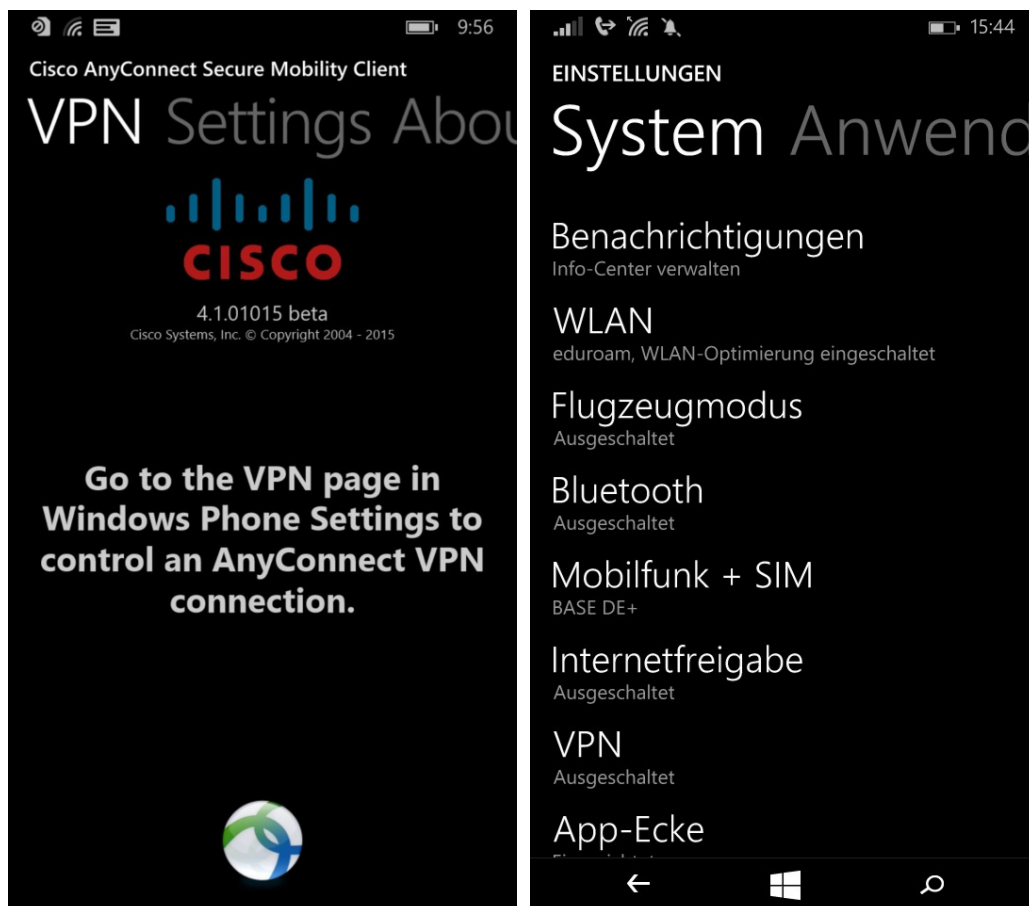 9:56
Cisco AnyConnect Secure Mobility Client
VPN Settings Abou
CISCO
4.1.01015 beta
Cisco Systems, Inc. © Copyright 2004 - 2015
Go to the VPN page in
Windows Phone Settings to
control an AnyConnect VPN
connection.
15:44
EINSTELLUNGEN
System Anwend
Benachrichtigungen
Info-Center verwalten
WLAN
eduroam, WLAN-Optimierung eingeschaltet
Flugzeugmodus
Ausgeschaltet
Bluetooth
Ausgeschaltet
Mobilfunk + SIM
BASE DE+
Internetfreigabe
Ausgeschaltet
VPN
Ausgeschaltet
App-Ecke